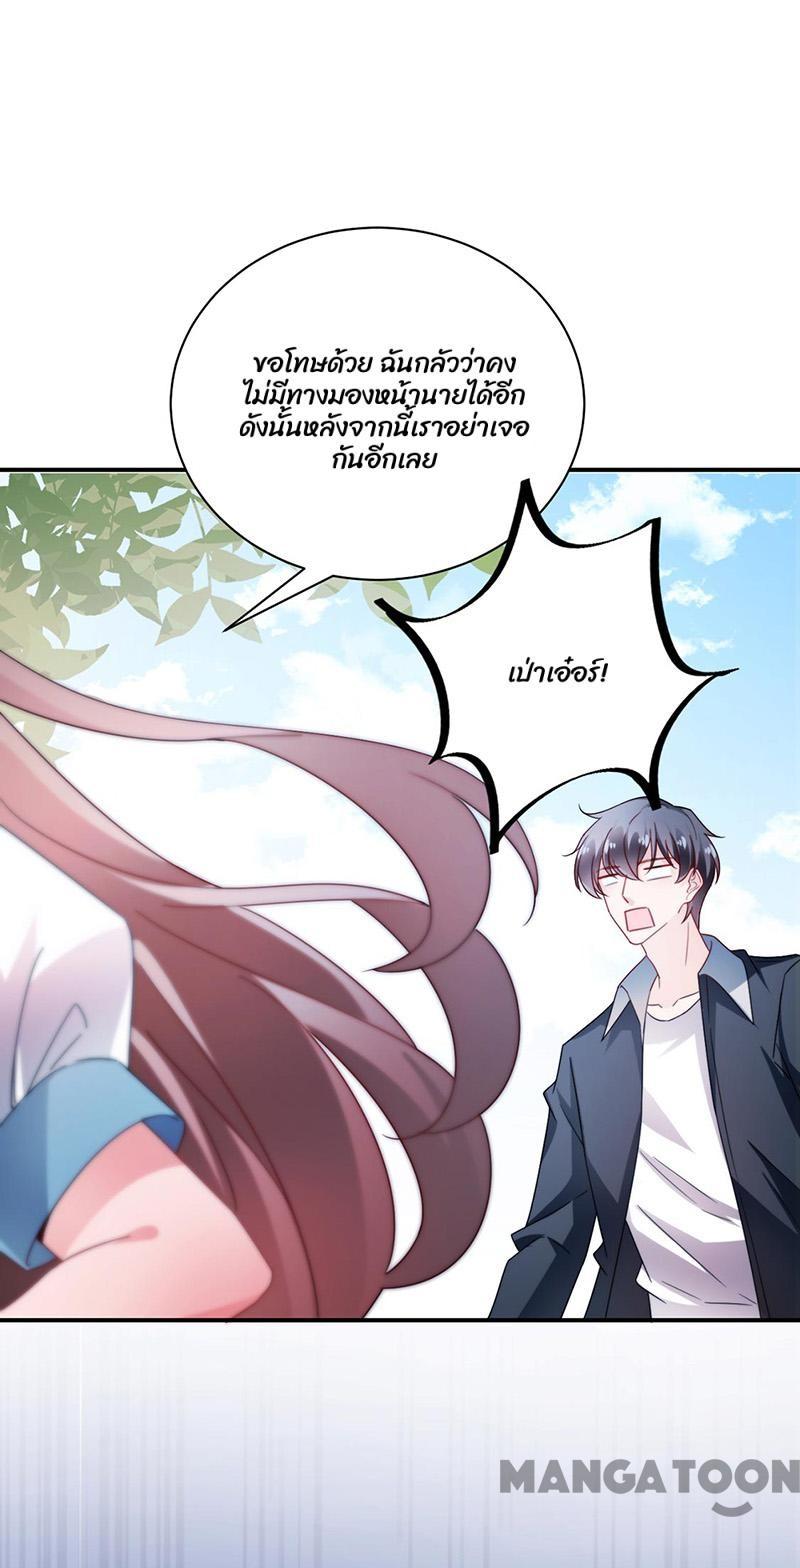 ขอโทษด้วย ฉันกลัวว่าคง
ไม่มีทางมองหน้านายได้อีก
ดังนั้นหลังจากนี้เราอย่าเจอ
กันอีกเลย
เป่าเอ๋อร์!
MANGATOON